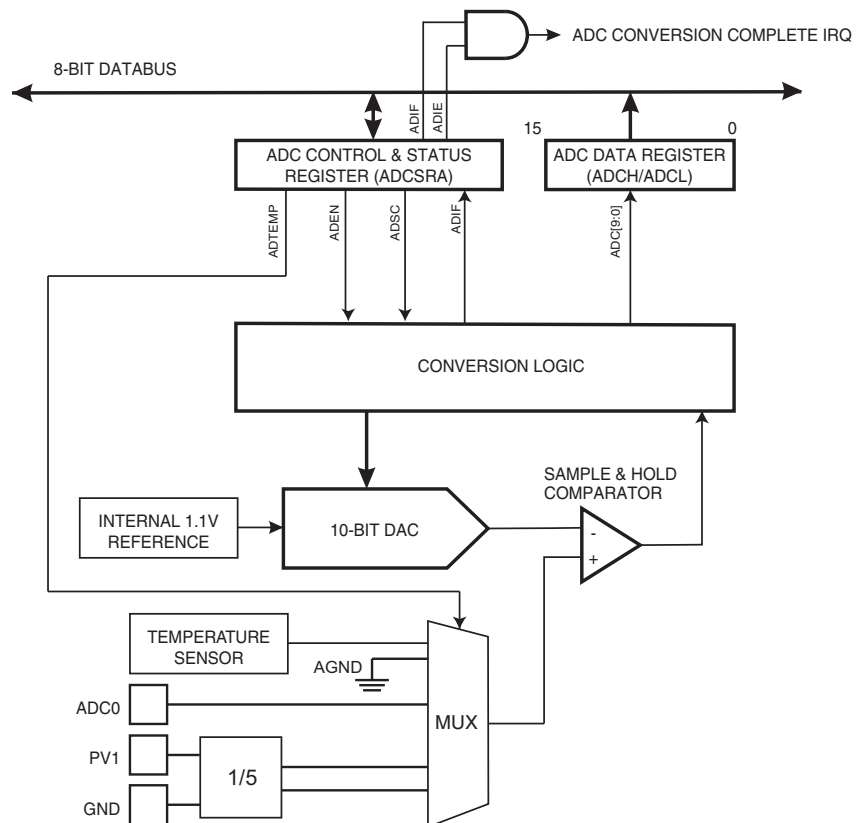 ADC CONVERSION COMPLETE IRQ
8-BIT DATABUS
ADIF
ADIE
15
0
ADC CONTROL & STATUS
REGISTER (ADCSRA)
ADC DATA REGISTER
(ADCH/ADCL)
ADTEMP
ADEN
ADSC
ADIF
ADC[9:0]
CONVERSION LOGIC
SAMPLE & HOLD
COMPARATOR
INTERNAL 1.1V
REFERENCE
10-BIT DAC
-
+
TEMPERATURE
SENSOR
AGND
ADC0
MUX
PV1
1/5
GND